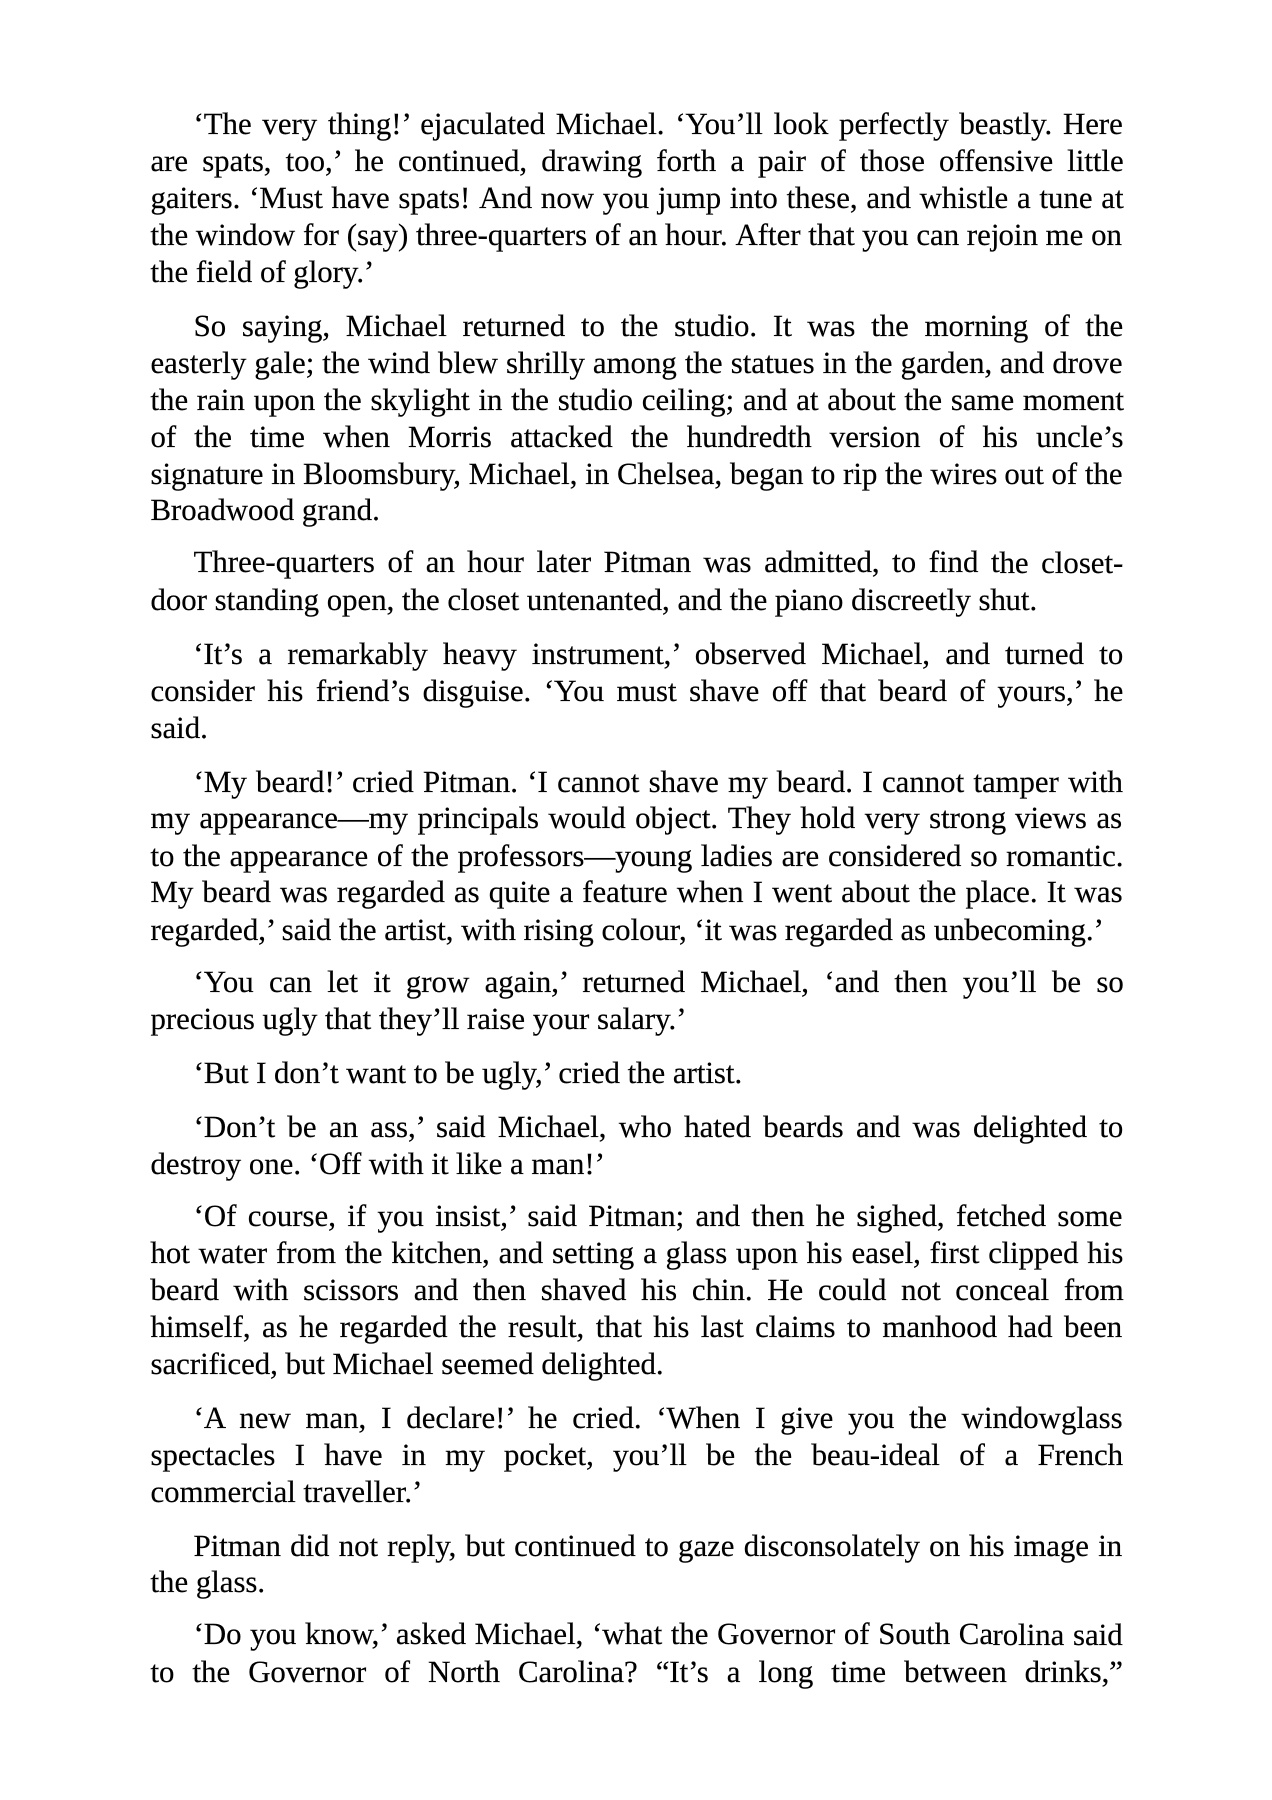 ‘The very thing!’ ejaculated Michael. ‘You’ll look perfectly beastly. Here
are spats, too,’ he continued, drawing forth a pair of those offensive little
gaiters. ‘Must have spats! And now you jump into these, and whistle a tune at
the window for (say) three-quarters of an hour. After that you can rejoin me on
the field of glory.’
So saying, Michael returned to the studio. It was the morning of the
easterly gale; the wind blew shrilly among the statues in the garden, and drove
the rain upon the skylight in the studio ceiling; and at about the same moment
of the time when Morris attacked the hundredth version of his uncle’s
signature in Bloomsbury, Michael, in Chelsea, began to rip the wires out of the
Broadwood grand.
Three-quarters of an hour later Pitman was admitted, to find the closet-
door standing open, the closet untenanted, and the piano discreetly shut.
‘It’s a remarkably heavy instrument,’ observed Michael, and turned to
consider his friend’s disguise. ‘You must shave off that beard of yours,’ he
said.
‘My beard!’ cried Pitman. ‘I cannot shave my beard. I cannot tamper with
my appearance—my principals would object. They hold very strong views as
to the appearance of the professors—young ladies are considered so romantic.
My beard was regarded as quite a feature when I went about the place. It was
regarded,’ said the artist, with rising colour, ‘it was regarded as unbecoming.’
‘You can let it grow again,’ returned Michael, ‘and then you’ll be so
precious ugly that they’ll raise your salary.’
‘But I don’t want to be ugly,’ cried the artist.
‘Don’t be an ass,’ said Michael, who hated beards and was delighted to
destroy one. ‘Off with it like a man!’
‘Of course, if you insist,’ said Pitman; and then he sighed, fetched some
hot water from the kitchen, and setting a glass upon his easel, first clipped his
beard with scissors and then shaved his chin. He could not conceal from
himself, as he regarded the result, that his last claims to manhood had been
sacrificed, but Michael seemed delighted.
‘A new man, I declare!’ he cried. ‘When I give you the windowglass
spectacles I have in my pocket, you’ll be the beau-ideal of a French
commercial traveller.’
Pitman did not reply, but continued to gaze disconsolately on his image in
the glass.
‘Do you know,’ asked Michael, ‘what the Governor of South Carolina said
to the Governor of North Carolina? “It’s a long time between drinks,”